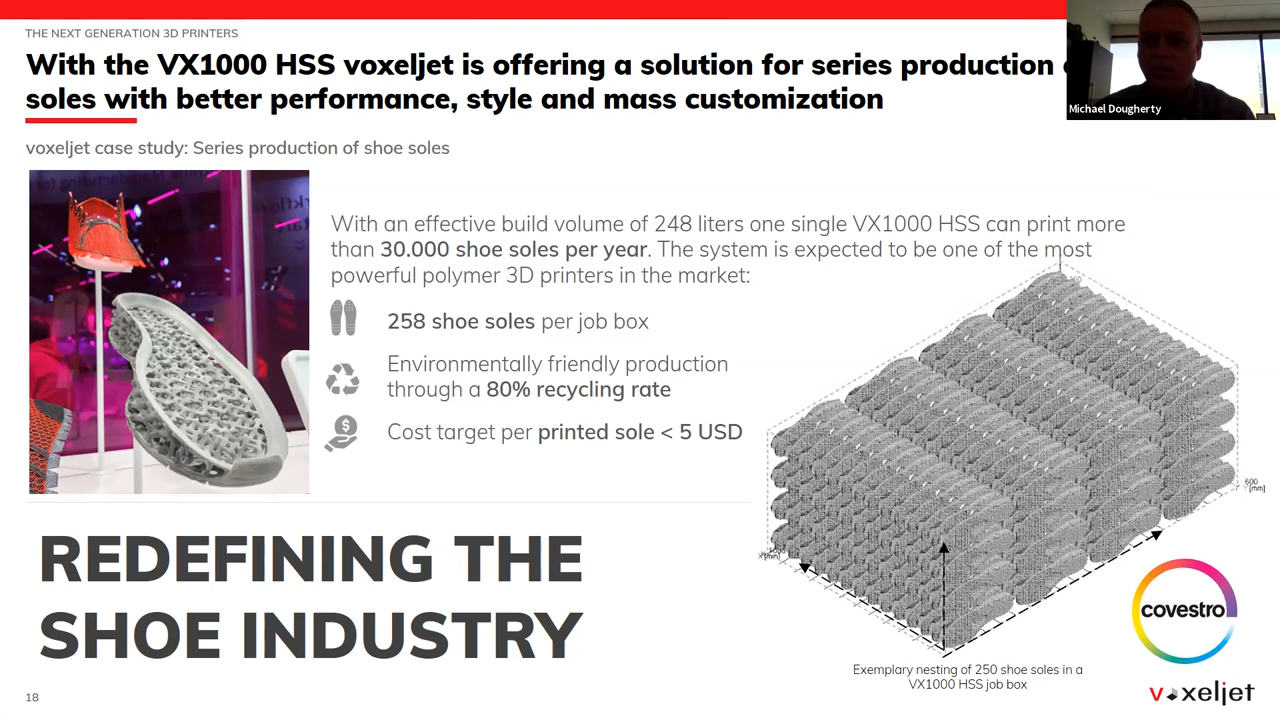 THE NEXT GENERATION 3D PRINTERS
With the VX1000 HSS voxeljet is offering a solution for series production
soles with better performance, style and mass customization
Michael Dougherty
voxeljet case study: Series production of shoe soles
With an effective build volume of 248 liters one single VX1000 HSS can print more
than 30.000 shoe soles per year. The system is expected to be one of the most
powerful polymer 3D printers in the market:
258 shoe soles per job box
Environmentally friendly production
through a 80% recycling rate
Cost target per printed sole < 5 USD
600
[mm]
REDEFINING THE
SHOE INDUSTRY
covestro
Exemplary nesting of 250 shoe soles in a
VX1000 HSS job box
voxeljet
18